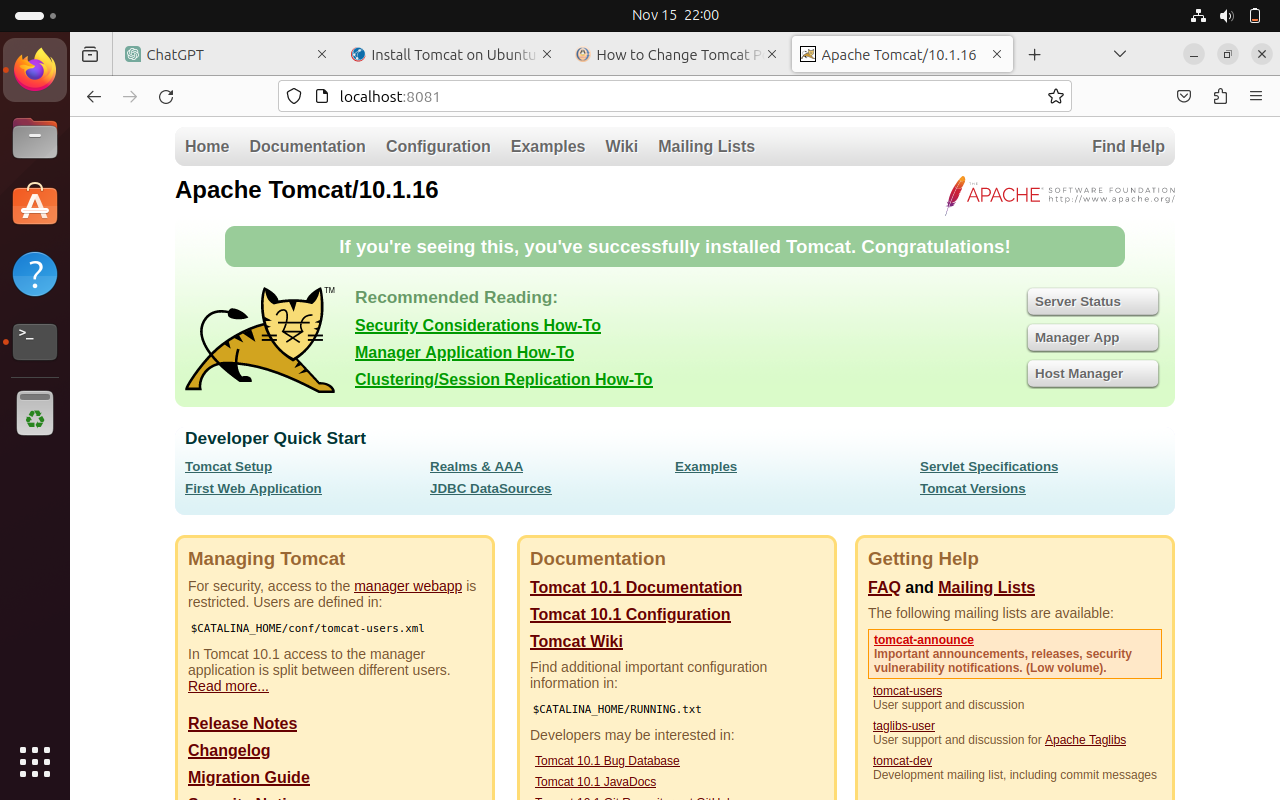 Nov 15 22:00
ChatGPT
Install Tomcat on Ubuntu
How to Change Tomcat P
Apache Tomcat/10.1.16
localhost:8081
Home Documentation Configuration Examples Wiki Mailing Lists Find Help
Apache Tomcat/10.1.16
THE APACHE SOFTWARE FOUNDATION
http://www.apache.org/
If you're seeing this, you've successfully installed Tomcat. Congratulations!
TM
Recommended Reading:
Security Considerations How-To
Manager Application How-To
Clustering/Session Replication How-To
Server Status
Manager App
Host Manager
Developer Quick Start
Tomcat Setup
First Web Application
Realms & AAA
JDBC DataSources
Examples
Servlet Specifications
Tomcat Versions
Managing Tomcat
For security, access to the manager webapp is
restricted. Users are defined in:
$CATALINA_HOME/conf/tomcat-users.xml
In Tomcat 10.1 access to the manager
application is split between different users.
Read more...
Release Notes
Changelog
Migration Guide
Documentation
Tomcat 10.1 Documentation
Tomcat 10.1 Configuration
Tomcat Wiki
Find additional important configuration
information in:
$CATALINA_HOME/RUNNING.txt
Developers may be interested in:
Tomcat 10.1 Bug Database
Tomcat 10.1 JavaDocs
Getting Help
FAQ and Mailing Lists
The following mailing lists are available:
tomcat-announce
Important announcements, releases, security
vulnerability notifications. (Low volume).
tomcat-users
User support and discussion
taglibs-user
User support and discussion for Apache Taglibs
tomcat-dev
Development mailing list, including commit messages